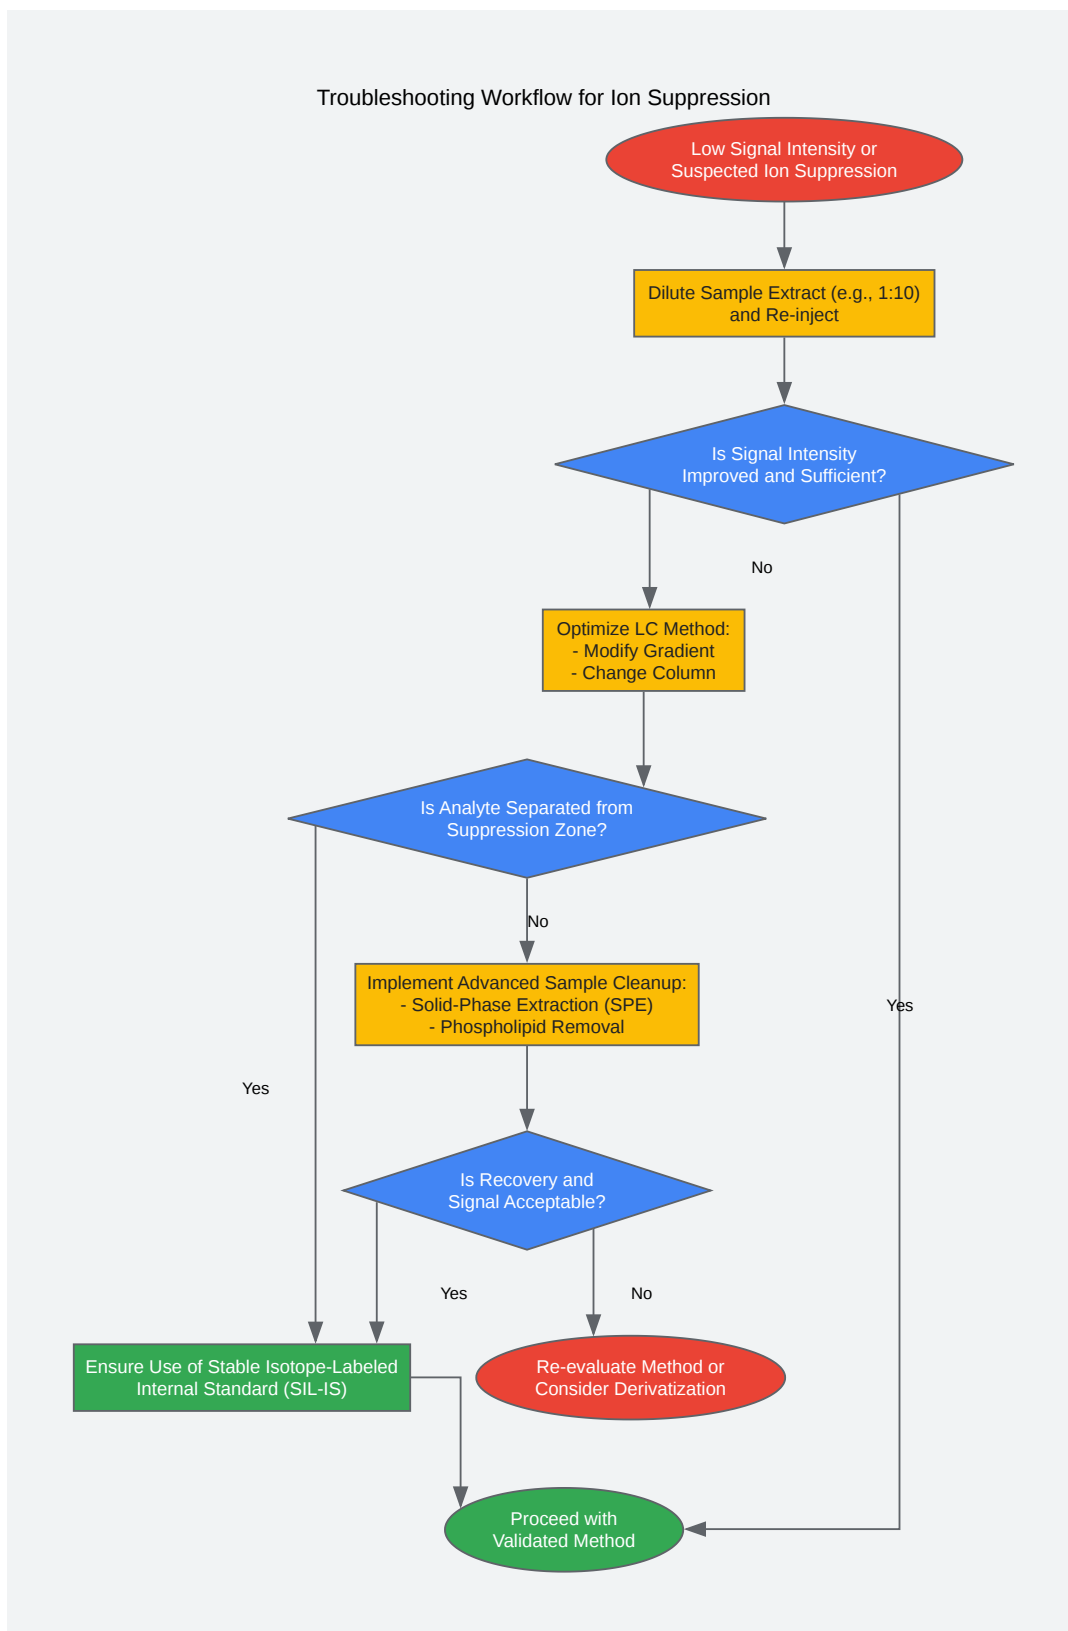 Troubleshooting Workflow for Ion Suppression
Low Signal Intensity or
Suspected Ion Suppression
Dilute Sample Extract (e.g., 1:10)
and Re-inject
Is Signal Intensity
Improved and Sufficient?
No
Optimize LC Method:
- Modify Gradient
- Change Column
Is Analyte Separated from
Suppression Zone?
No
Implement Advanced Sample Cleanup:
- Solid-Phase Extraction (SPE)
- Phospholipid Removal
Yes
Yes
Is Recovery and
Signal Acceptable?
Yes
No
Ensure Use of Stable Isotope-Labeled
Internal Standard (SIL-IS)
Re-evaluate Method or
Consider Derivatization
Proceed with
Validated Method